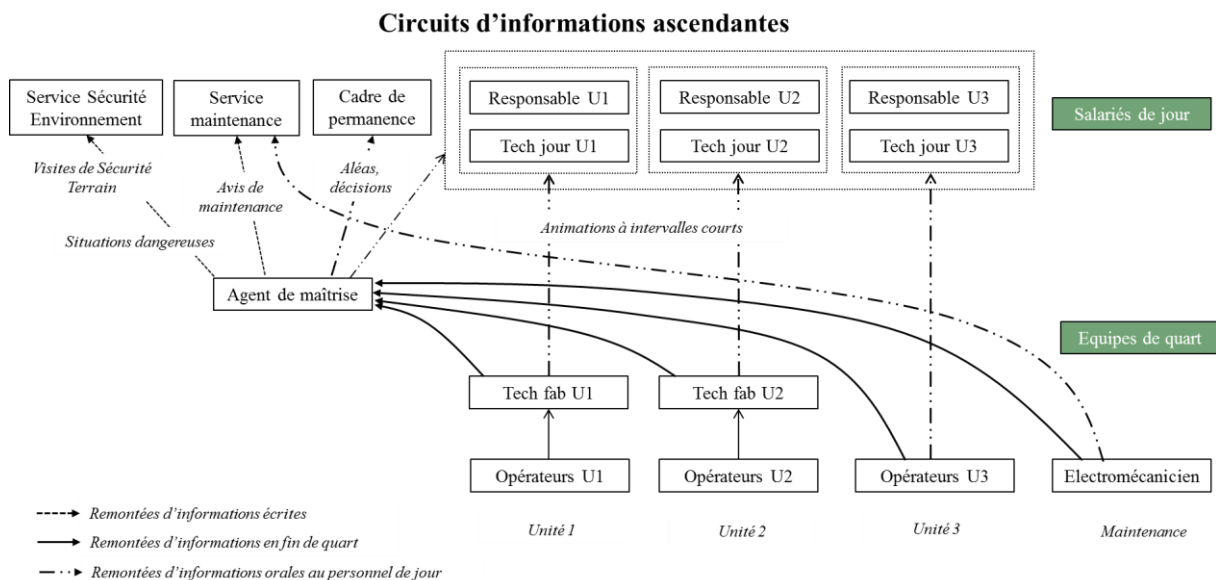 Circuits d’informations ascendantes
Service Sécurité
Environnement
Service
maintenance
Cadre de
permanence
Responsable U1
Responsable U2
Responsable U3
Salariés de jour
Tech jour U1
Tech jour U2
Tech jour U3
Visites de Sécurité
Terrain
Avis de
maintenance
Aléas,
décisions
Situations dangereuses
Animations à intervalles courts
Agent de maîtrise
Equipes de quart
Tech fab U1
Tech fab U2
Opérateurs U1
Opérateurs U2
Opérateurs U3
Electromécanicien
Remontées d’informations écrites
Remontées d’informations en fin de quart
Remontées d’informations orales au personnel de jour
Unité 1
Unité 2
Unité 3
Maintenance